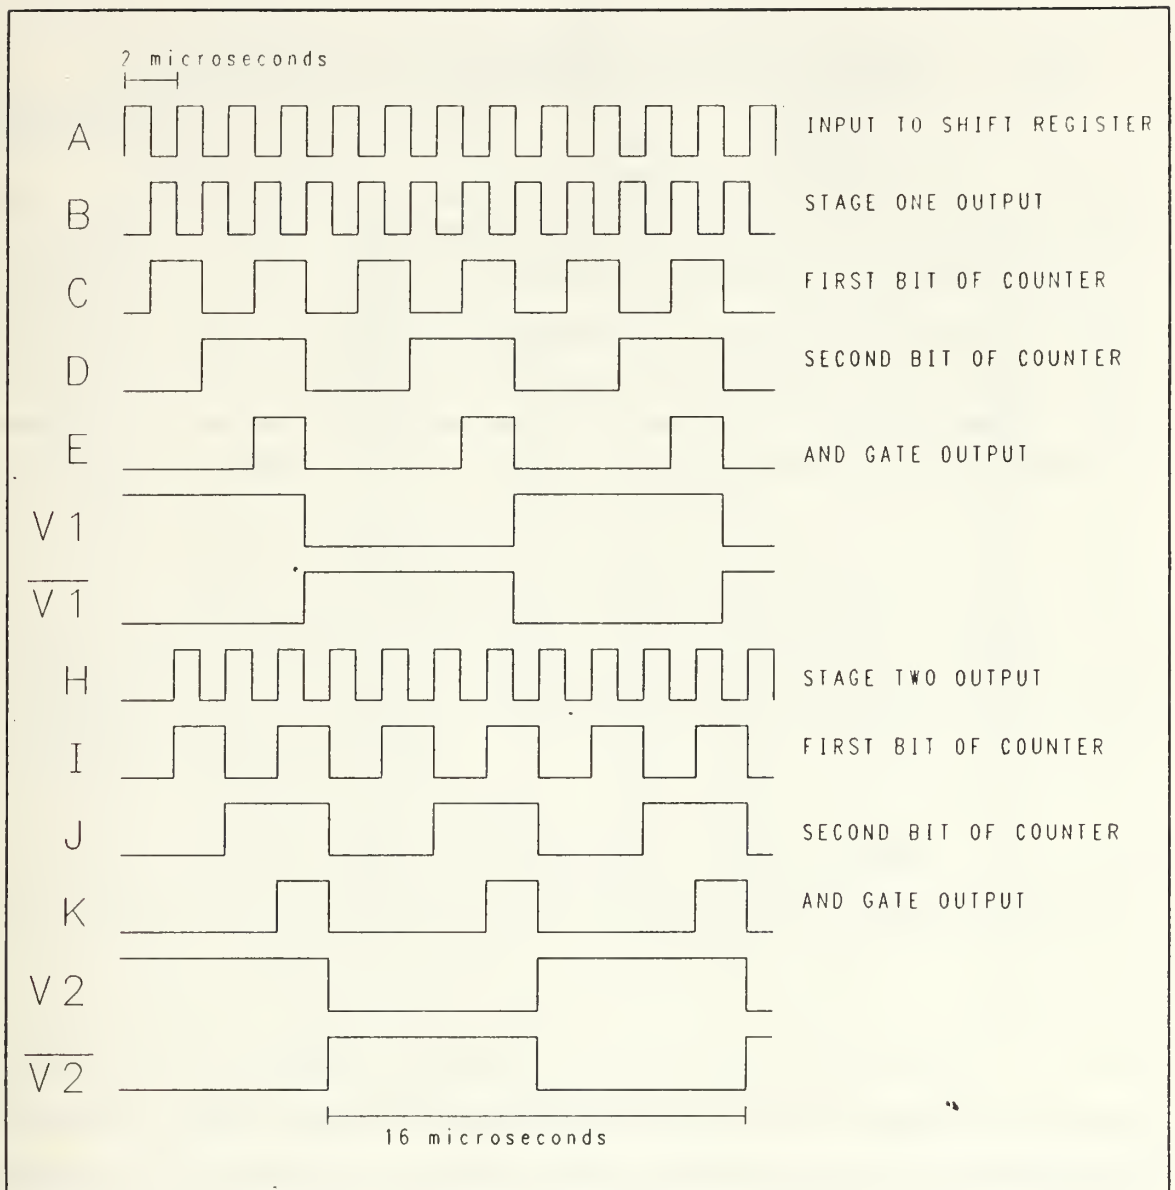 2 microseconds
A INPUT TO SHIFT REGISTER
B STAGE ONE OUTPUT
C FIRST BIT OF COUNTER
D SECOND BIT OF COUNTER
E AND GATE OUTPUT
V1
V̅1̅
H STAGE TWO OUTPUT
I FIRST BIT OF COUNTER
J SECOND BIT OF COUNTER
K AND GATE OUTPUT
V2
V̅2̅
16 microseconds